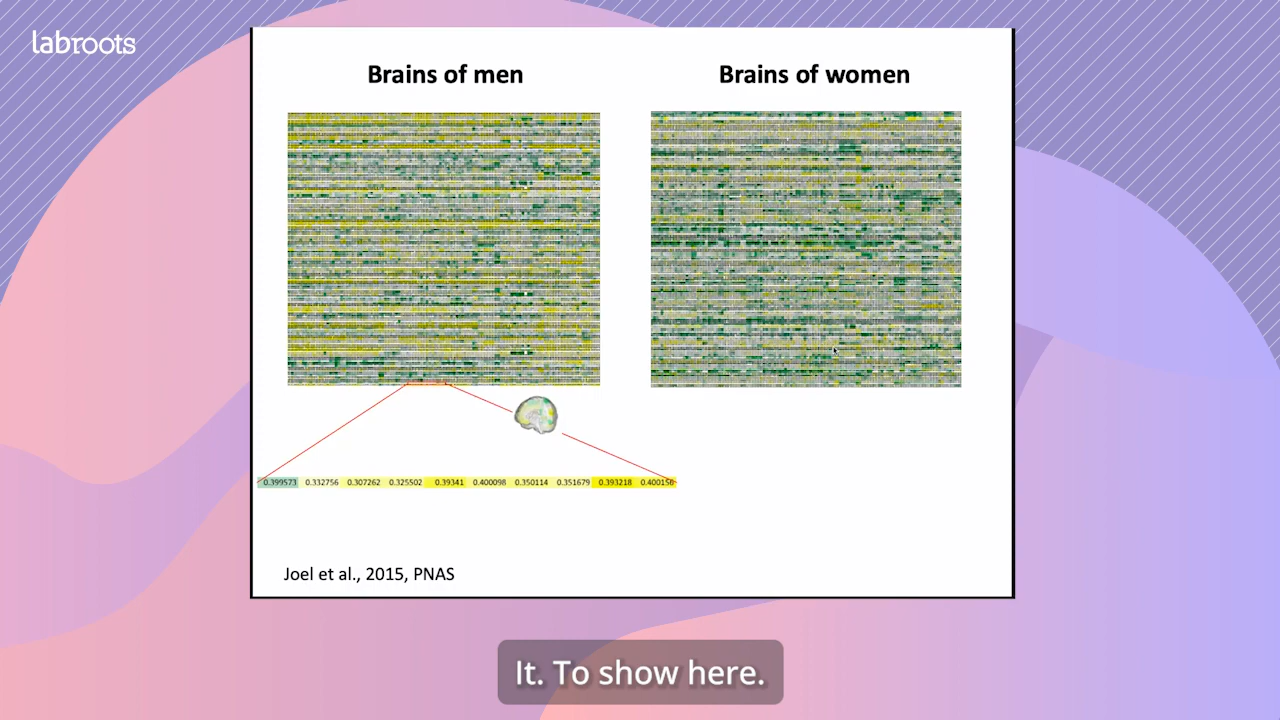 labroots
Brains of men
Brains of women
0.399573 0.332756 0.307262 0.325502 0.39341 0.400098 0.350114 0.351679 0.393218 0.400156
Joel et al., 2015, PNAS
It. To show here.